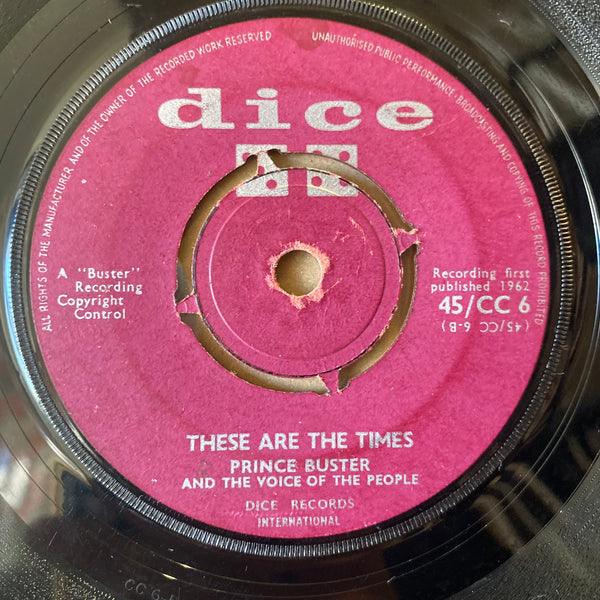 ALL RIGHTS OF THE MANUFACTURER AND OF THE OWNER OF THE RECORDED WORK RESERVED
UNAUTHORISED PUBLIC PERFORMANCE · BROADCASTING AND COPYING OF THIS RECORD PROHIBITED
dice
A "Buster"
Recording
Copyright
Control
Recording first
published 1962
45/CC 6
(45/CC 6-B)
THESE ARE THE TIMES
PRINCE BUSTER
AND THE VOICE OF THE PEOPLE
DICE RECORDS
INTERNATIONAL